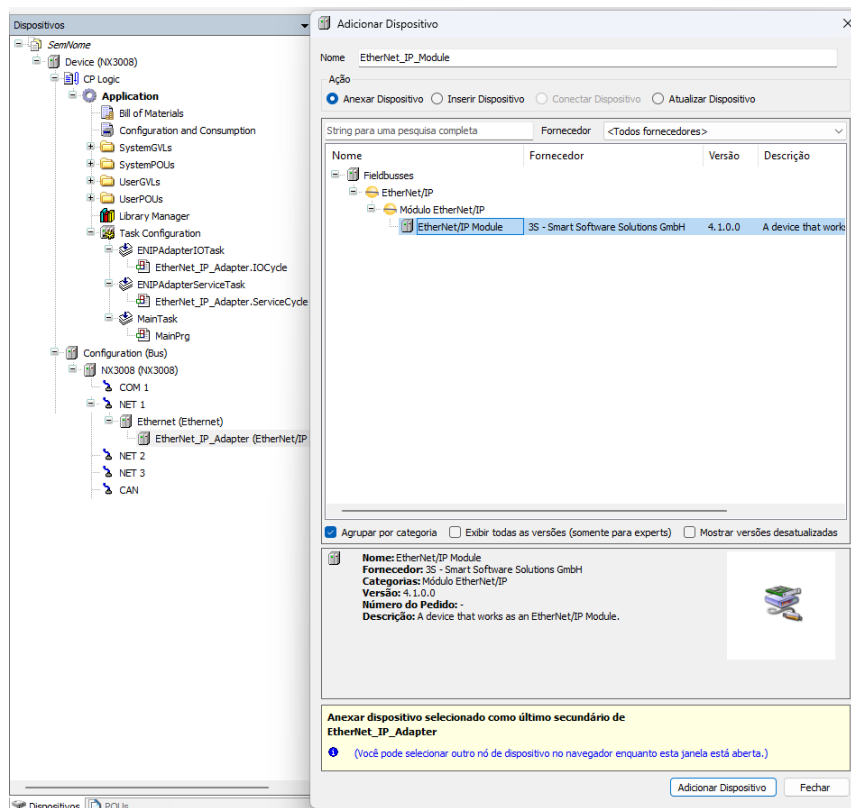 Dispositivos
SemNome
Device (NX3008)
CP Logic
Application
Bill of Materials
Configuration and Consumption
SystemGVLs
SystemPOUs
UserGVLs
UserPOUs
Library Manager
Task Configuration
ENIPAdapterIOTask
EtherNet_IP_Adapter.IOCycle
ENIPAdapterServiceTask
EtherNet_IP_Adapter.ServiceCycle
MainTask
MainPrg
Configuration (Bus)
NX3008 (NX3008)
COM 1
NET 1
Ethernet (Ethernet)
EtherNet_IP_Adapter (EtherNet/IP
NET 2
NET 3
CAN
Dispositivos POUs
Adicionar Dispositivo
Nome EtherNet_IP_Module
Ação
Anexar Dispositivo Inserir Dispositivo Conectar Dispositivo Atualizar Dispositivo
String para uma pesquisa completa Fornecedor <Todos fornecedores>
Nome Fornecedor Versão Descrição
Fieldbusses
EtherNet/IP
Módulo EtherNet/IP
EtherNet/IP Module 3S - Smart Software Solutions GmbH 4.1.0.0 A device that works
Agrupar por categoria Exibir todas as versões (somente para experts) Mostrar versões desatualizadas
Nome: EtherNet/IP Module
Fornecedor: 3S - Smart Software Solutions GmbH
Categorias: Módulo EtherNet/IP
Versão: 4.1.0.0
Número do Pedido: -
Descrição: A device that works as an EtherNet/IP Module.
Anexar dispositivo selecionado como último secundário de
EtherNet_IP_Adapter
(Você pode selecionar outro nó de dispositivo no navegador enquanto esta janela está aberta.)
Adicionar Dispositivo Fechar